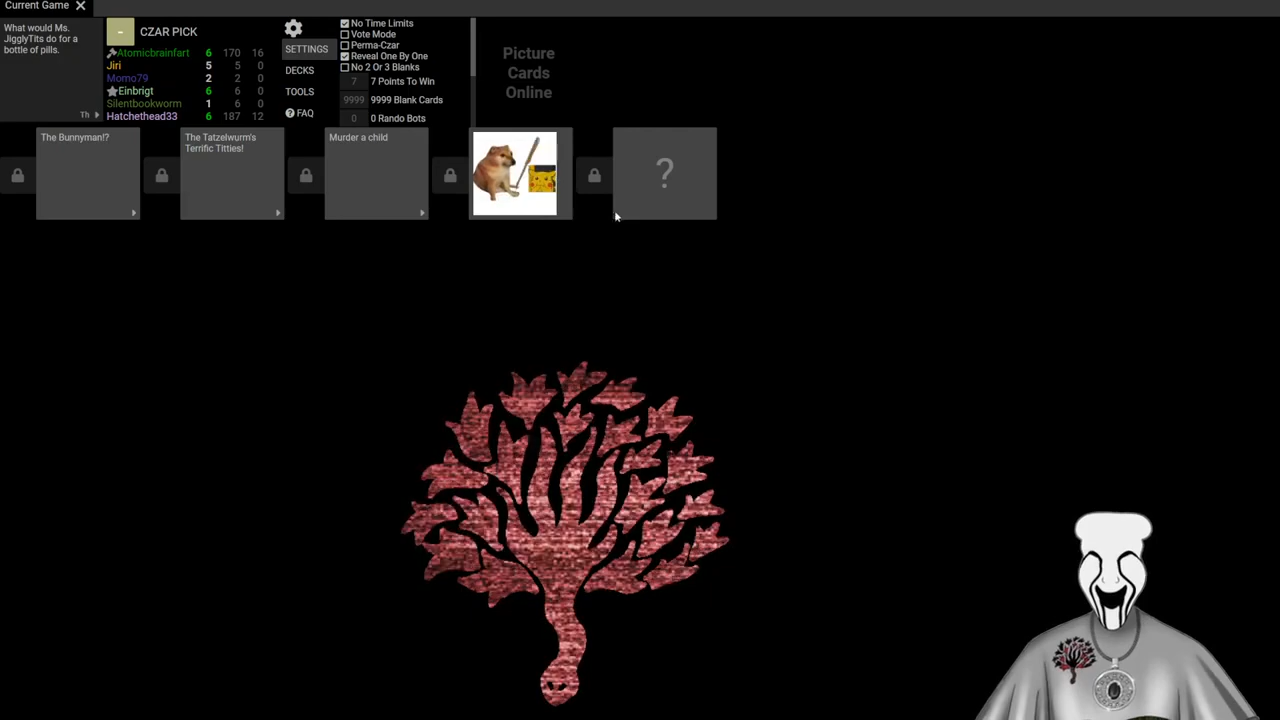 Current Game
What would Ms.
JigglyTits do for a
bottle of pills.
Th
-
CZAR PICK
Atomicbrainfart 6 170 16
Jiri 5 5 0
Momo79 2 2 0
Einbrigt 6 6 0
Silentbookworm 1 6 0
Hatchethead33 6 187 12
SETTINGS
DECKS
TOOLS
FAQ
No Time Limits
Vote Mode
Perma-Czar
Reveal One By One
No 2 Or 3 Blanks
7 7 Points To Win
9999 9999 Blank Cards
0 0 Rando Bots
Picture
Cards
Online
The Bunnyman!?
The Tatzelwurm's
Terrific Titties!
Murder a child
?